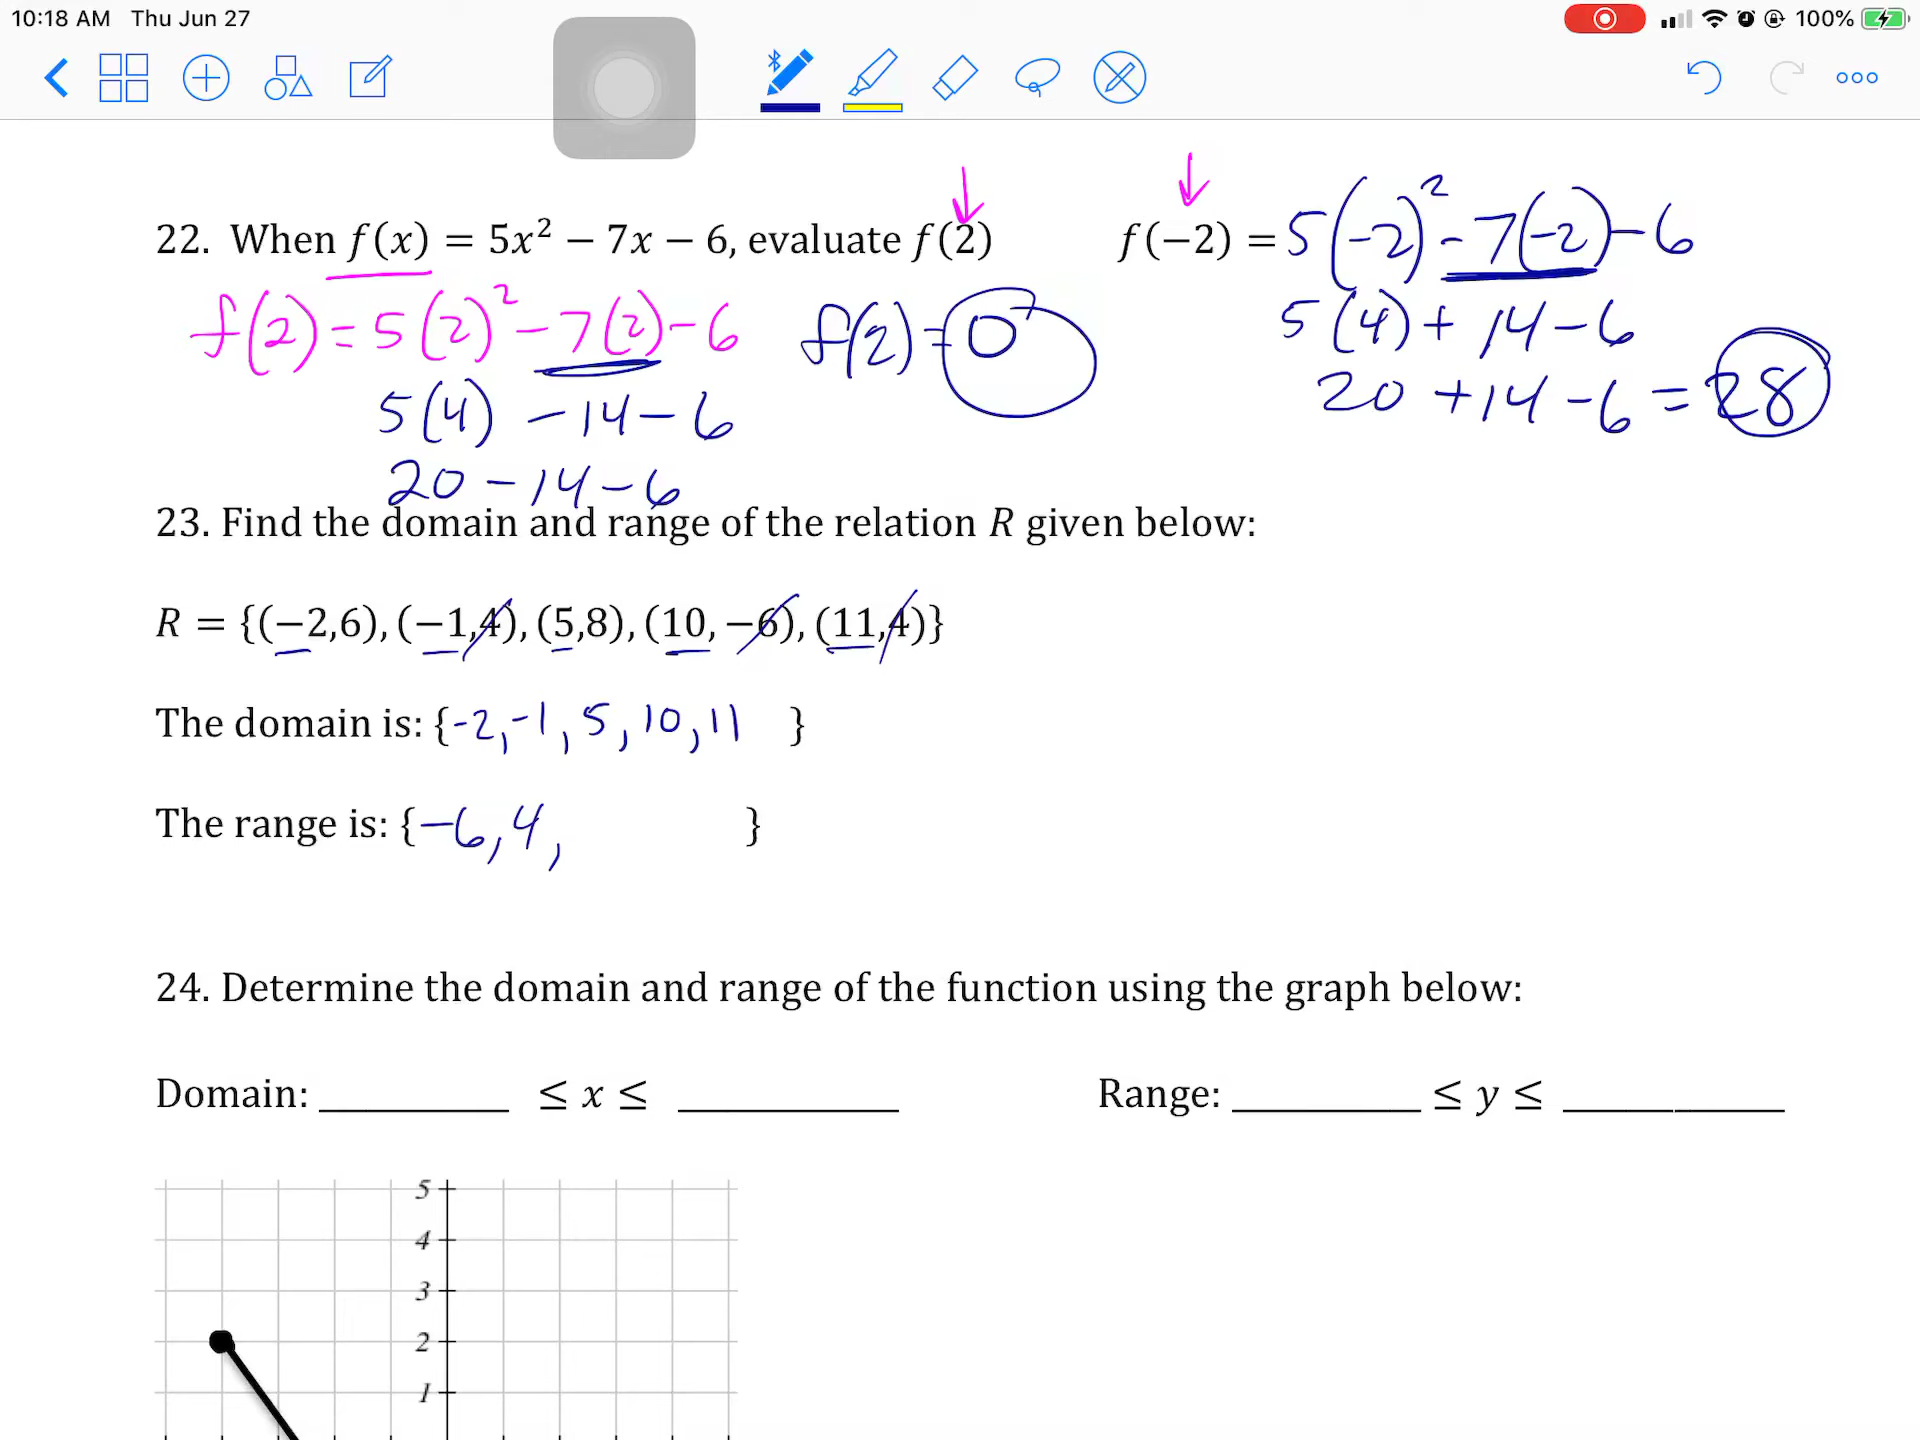 10:18 AM Thu Jun 27 100%
22. When f(x) = 5x² − 7x − 6, evaluate f(2) f(−2) = 5(-2)² - 7(-2) - 6
f(2) = 5(2)² - 7(2) - 6 f(2) = 0 5(4) + 14 - 6
5(4) - 14 - 6 20 + 14 - 6 = 28
20 - 14 - 6
23. Find the domain and range of the relation R given below:
R = {(−2,6), (−1,4), (5,8), (10, −6), (11,4)}
The domain is: {-2, -1, 5, 10, 11 }
The range is: {-6, 4, }
24. Determine the domain and range of the function using the graph below:
Domain: _________ ≤ x ≤ __________ Range: _________ ≤ y ≤ __________
5
4
3
2
1